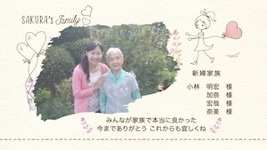 SAKURA's Family
新婦家族
小林 明宏 様
加奈 様
宏哉 様
奈美 様
みんなが家族で本当に良かった
今までありがとう これからも宜しくね